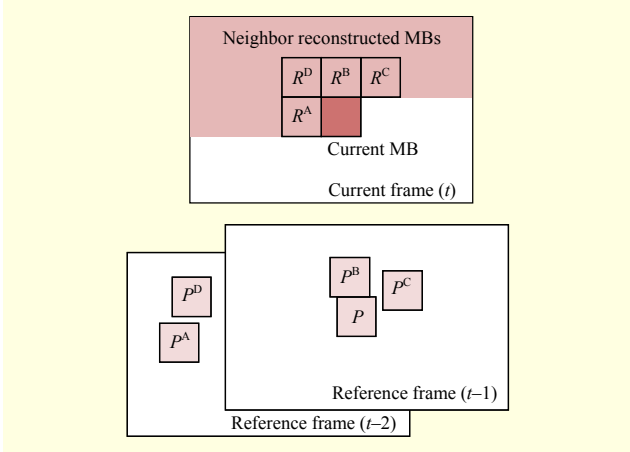 Neighbor reconstructed MBs
R^D R^B R^C
R^A
Current MB
Current frame (t)
P^B
P^D P^C
P
P^A
Reference frame (t–1)
Reference frame (t–2)